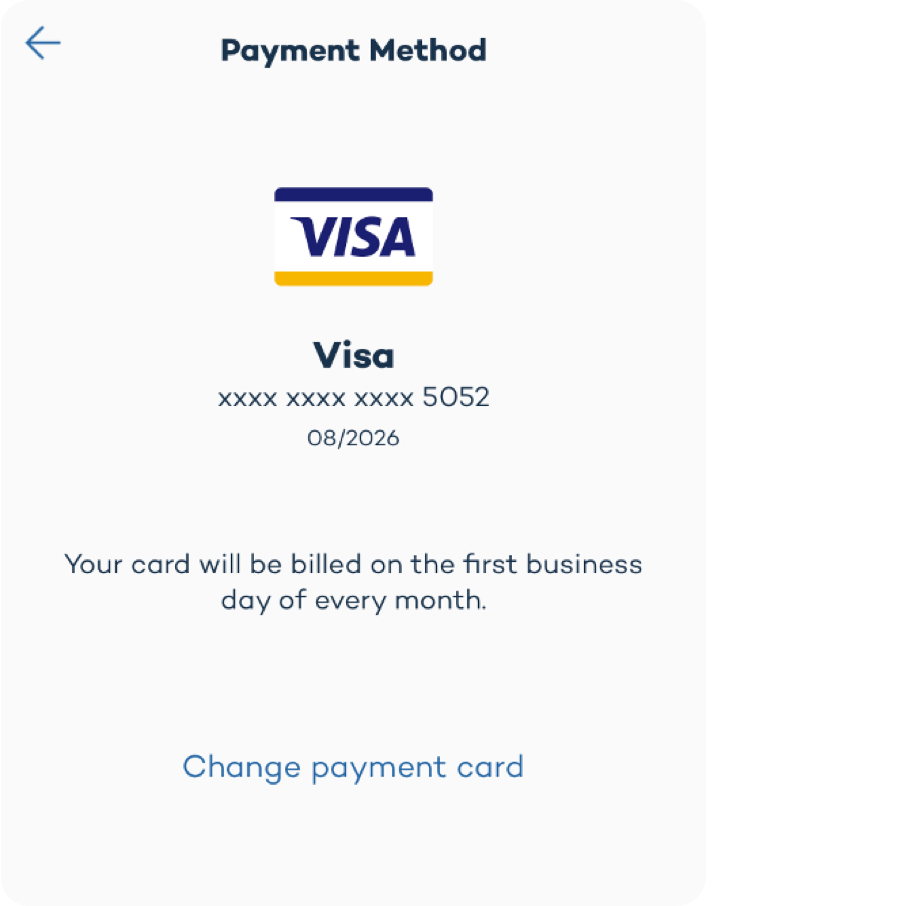 Payment Method
VISA
Visa
xxxx xxxx xxxx 5052
08/2026
Your card will be billed on the first business
day of every month.
Change payment card